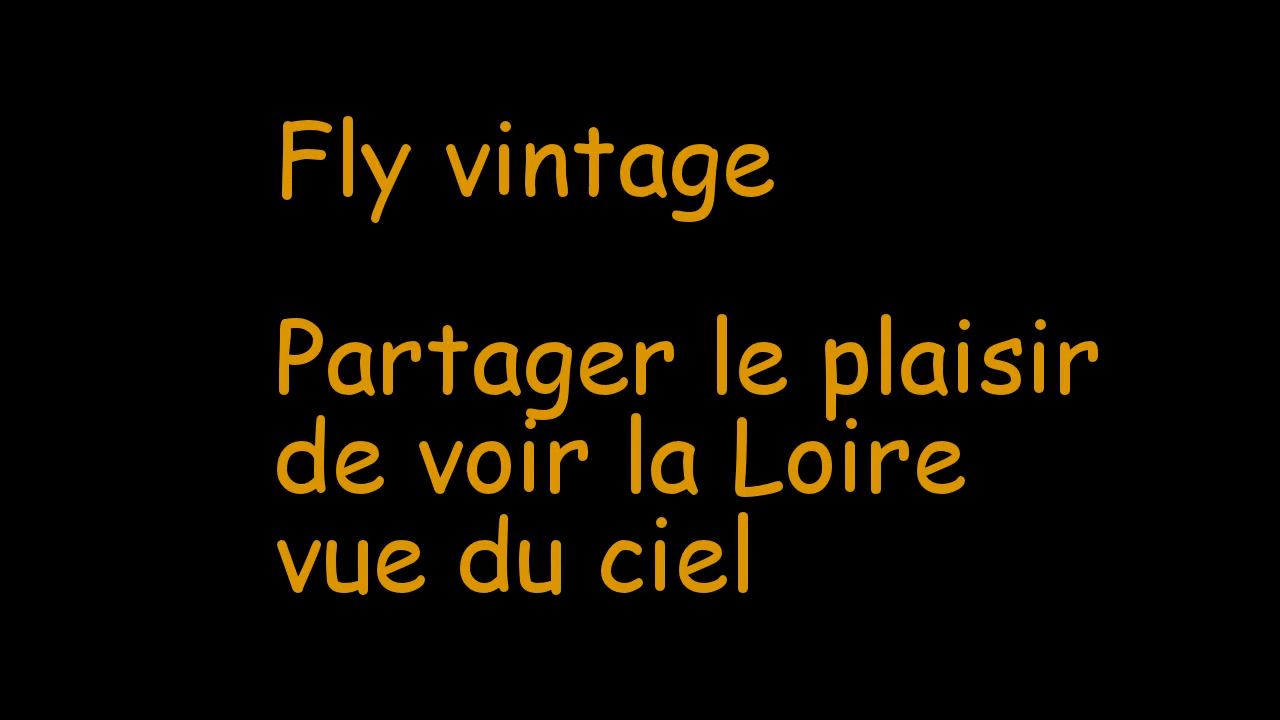 Fly vintage
Partager le plaisir
de voir la Loire
vue du ciel